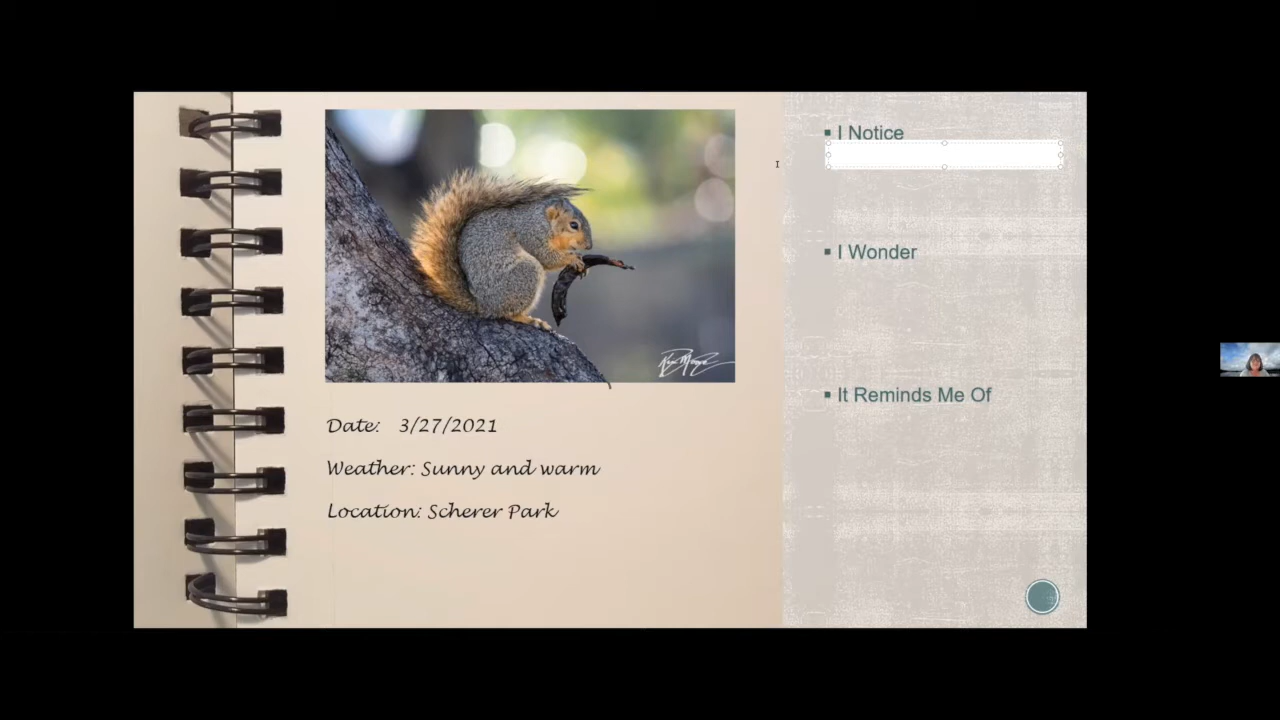 Date: 3/27/2021
Weather: Sunny and warm
Location: Scherer Park
▪ I Notice
▪ I Wonder
▪ It Reminds Me Of